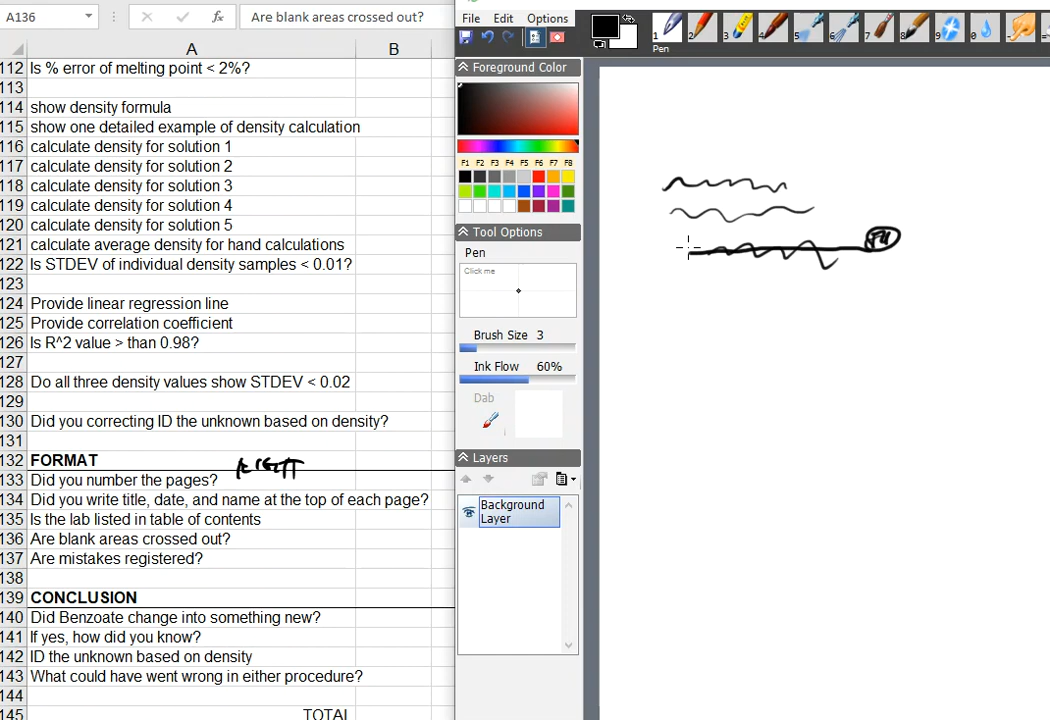 A136
fx
Are blank areas crossed out?
A
B
112 Is % error of melting point < 2%?
113
114 show density formula
115 show one detailed example of density calculation
116 calculate density for solution 1
117 calculate density for solution 2
118 calculate density for solution 3
119 calculate density for solution 4
120 calculate density for solution 5
121 calculate average density for hand calculations
122 Is STDEV of individual density samples < 0.01?
123
124 Provide linear regression line
125 Provide correlation coefficient
126 Is R^2 value > than 0.98?
127
128 Do all three density values show STDEV < 0.02
129
130 Did you correcting ID the unknown based on density?
131
132 FORMAT
133 Did you number the pages?
134 Did you write title, date, and name at the top of each page?
135 Is the lab listed in table of contents
136 Are blank areas crossed out?
137 Are mistakes registered?
138
139 CONCLUSION
140 Did Benzoate change into something new?
141 If yes, how did you know?
142 ID the unknown based on density
143 What could have went wrong in either procedure?
144
145 TOTAL
File Edit Options
1 2 3 4 5 6 7 8 9 0
Pen
Foreground Color
F1 F2 F3 F4 F5 F6 F7 F8
Tool Options
Pen
Click me
Brush Size 3
Ink Flow 60%
Dab
Layers
Background
Layer